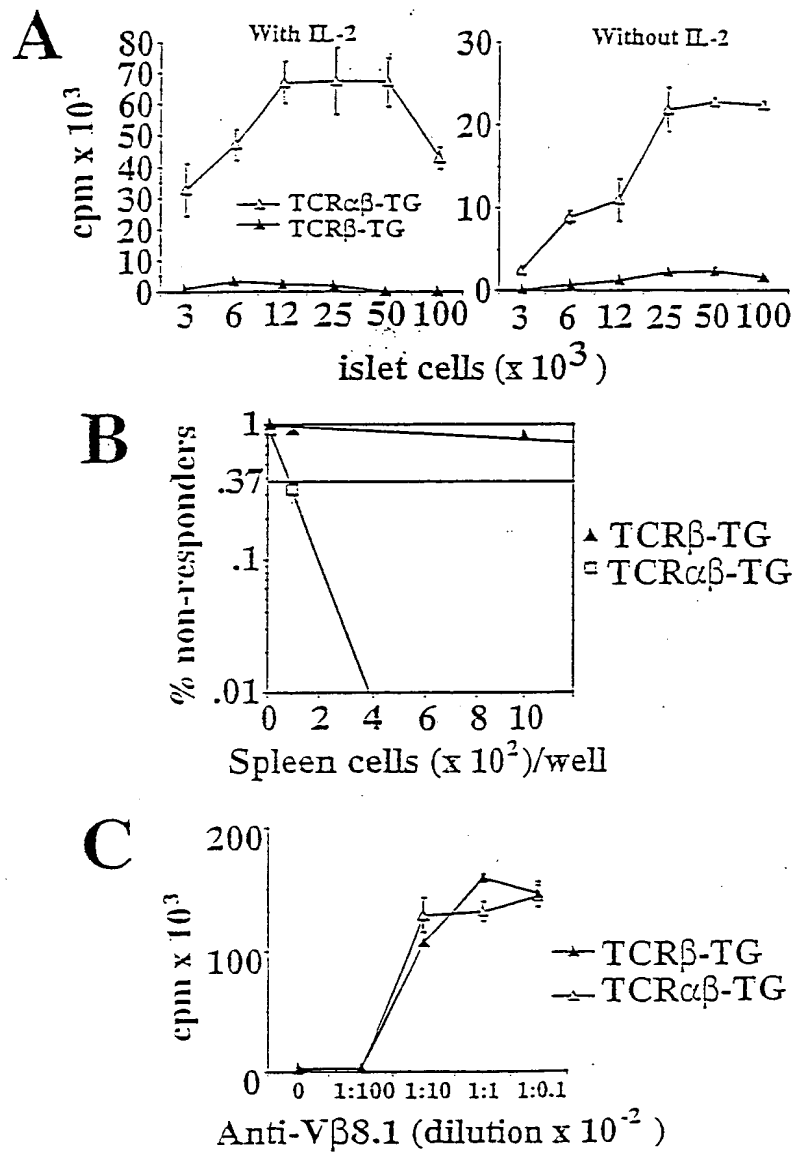 A
With IL-2
Without IL-2
80
70
60
50
40
30
20
10
0
cpm x 10³
TCRαβ-TG
TCRβ-TG
3 6 12 25 50 100
30
20
10
0
3 6 12 25 50 100
islet cells (x 10³ )
B
% non-responders
1
.37
.1
.01
0 2 4 6 8 10
Spleen cells (x 10²)/well
TCRβ-TG
TCRαβ-TG
C
cpm x 10³
200
100
0
0 1:100 1:10 1:1 1:0.1
Anti-Vβ8.1 (dilution x 10⁻² )
TCRβ-TG
TCRαβ-TG